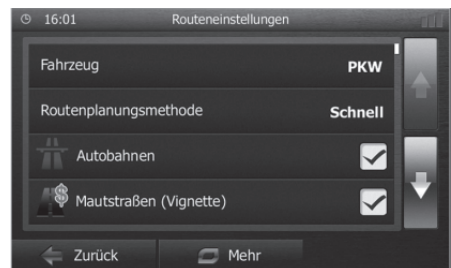 16:01 Routeneinstellungen
Fahrzeug PKW
Routenplanungsmethode Schnell
Autobahnen
$ Mautstraßen (Vignette)
Zurück Mehr